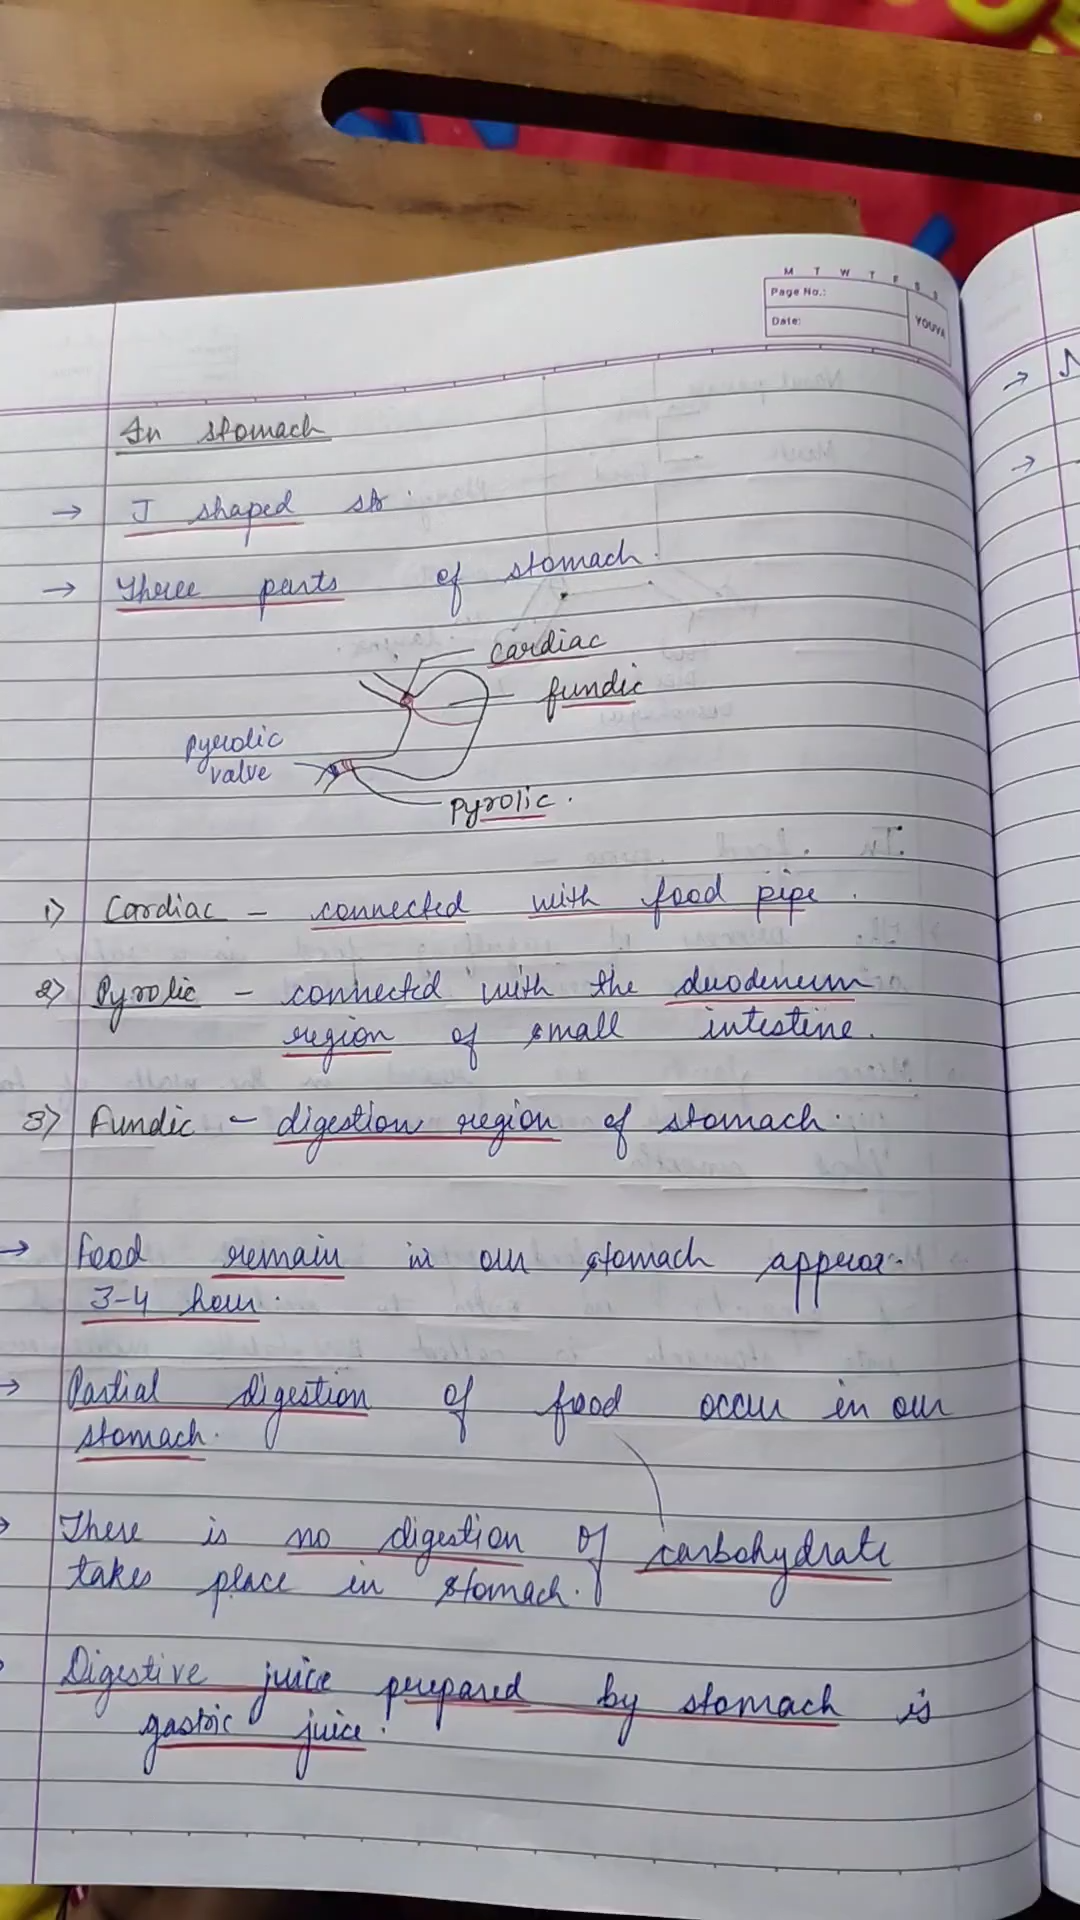 M T W T F S S
Page No.:
Date:
YOUVA
In stomach
→ J shaped str.
→ Three parts of stomach.
cardiac
fundic
pyrolic
valve
pyrolic.
1) Cardiac - connected with food pipe.
2) Pyrolic - connected with the duodenum
region of small intestine.
3) Fundic - digestion region of stomach.
→ Food remain in our stomach approx.
3-4 hour.
→ Partial digestion of food occur in our
stomach.
→ There is no digestion of carbohydrate
takes place in stomach.
Digestive juice prepared by stomach is
gastric juice.
→
→